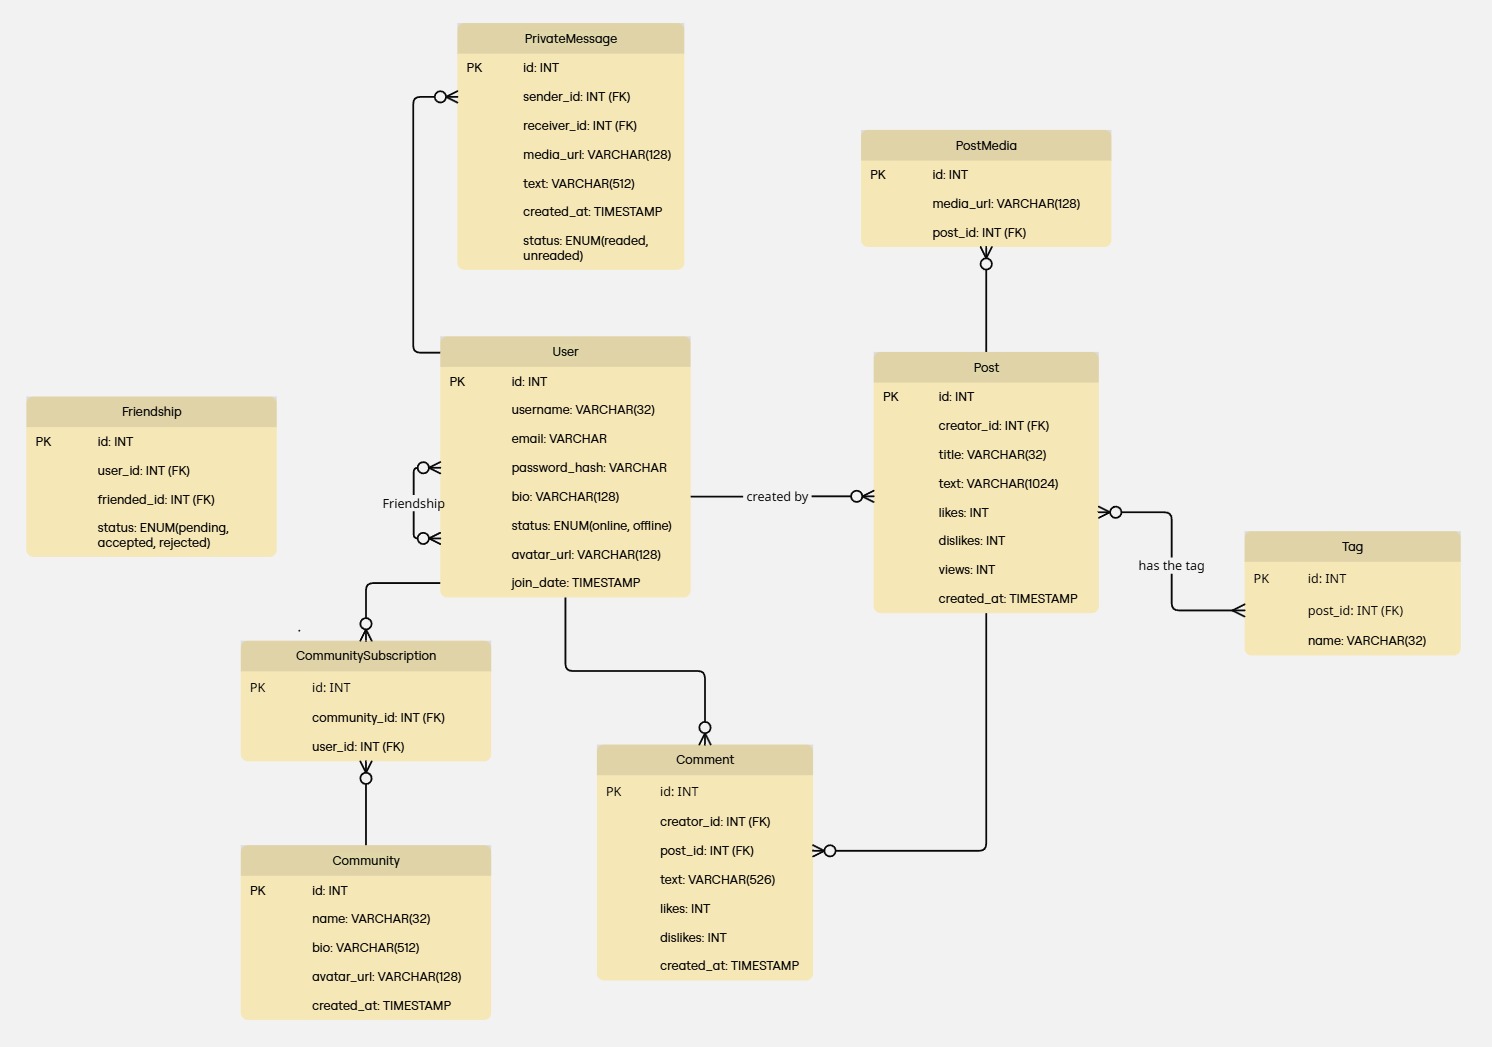 PrivateMessage
PK id: INT
sender_id: INT (FK)
receiver_id: INT (FK)
media_url: VARCHAR(128)
text: VARCHAR(512)
created_at: TIMESTAMP
status: ENUM(readed,
unreaded)
PostMedia
PK id: INT
media_url: VARCHAR(128)
post_id: INT (FK)
User
PK id: INT
username: VARCHAR(32)
email: VARCHAR
password_hash: VARCHAR
bio: VARCHAR(128)
status: ENUM(online, offline)
avatar_url: VARCHAR(128)
join_date: TIMESTAMP
Friendship
created by
Post
PK id: INT
creator_id: INT (FK)
title: VARCHAR(32)
text: VARCHAR(1024)
likes: INT
dislikes: INT
views: INT
created_at: TIMESTAMP
Friendship
PK id: INT
user_id: INT (FK)
friended_id: INT (FK)
status: ENUM(pending,
accepted, rejected)
has the tag
Tag
PK id: INT
post_id: INT (FK)
name: VARCHAR(32)
CommunitySubscription
PK id: INT
community_id: INT (FK)
user_id: INT (FK)
Comment
PK id: INT
creator_id: INT (FK)
post_id: INT (FK)
text: VARCHAR(526)
likes: INT
dislikes: INT
created_at: TIMESTAMP
Community
PK id: INT
name: VARCHAR(32)
bio: VARCHAR(512)
avatar_url: VARCHAR(128)
created_at: TIMESTAMP